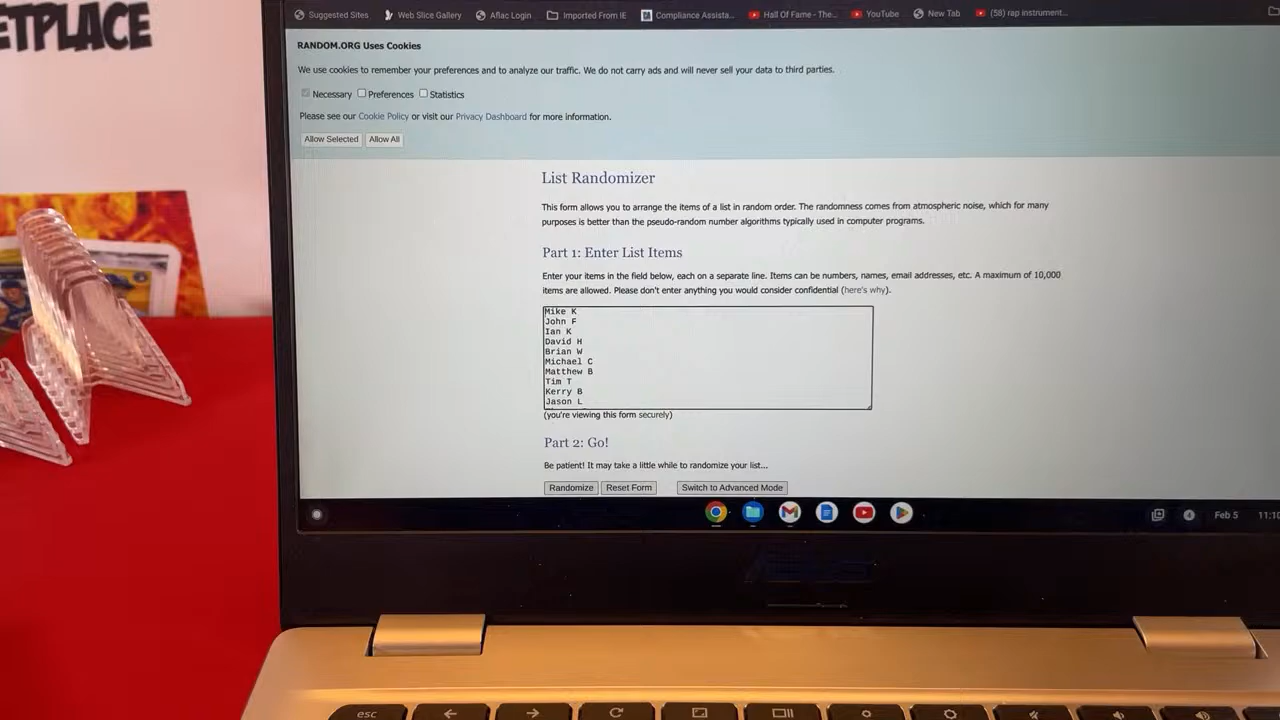 ETPLACE
Suggested Sites
Web Slice Gallery
Aflac Login
Imported From IE
Compliance Assista...
Hall Of Fame - The...
YouTube
New Tab
(58) rap instrument...
RANDOM.ORG Uses Cookies
We use cookies to remember your preferences and to analyze our traffic. We do not carry ads and will never sell your data to third parties.
Necessary Preferences Statistics
Please see our Cookie Policy or visit our Privacy Dashboard for more information.
Allow Selected Allow All
List Randomizer
This form allows you to arrange the items of a list in random order. The randomness comes from atmospheric noise, which for many
purposes is better than the pseudo-random number algorithms typically used in computer programs.
Part 1: Enter List Items
Enter your items in the field below, each on a separate line. Items can be numbers, names, email addresses, etc. A maximum of 10,000
items are allowed. Please don't enter anything you would consider confidential (here's why).
Mike K
John F
Ian K
David H
Brian W
Michael C
Matthew B
Tim T
Kerry B
Jason L
(you're viewing this form securely)
Part 2: Go!
Be patient! It may take a little while to randomize your list...
Randomize Reset Form Switch to Advanced Mode
Feb 5 11:10
esc